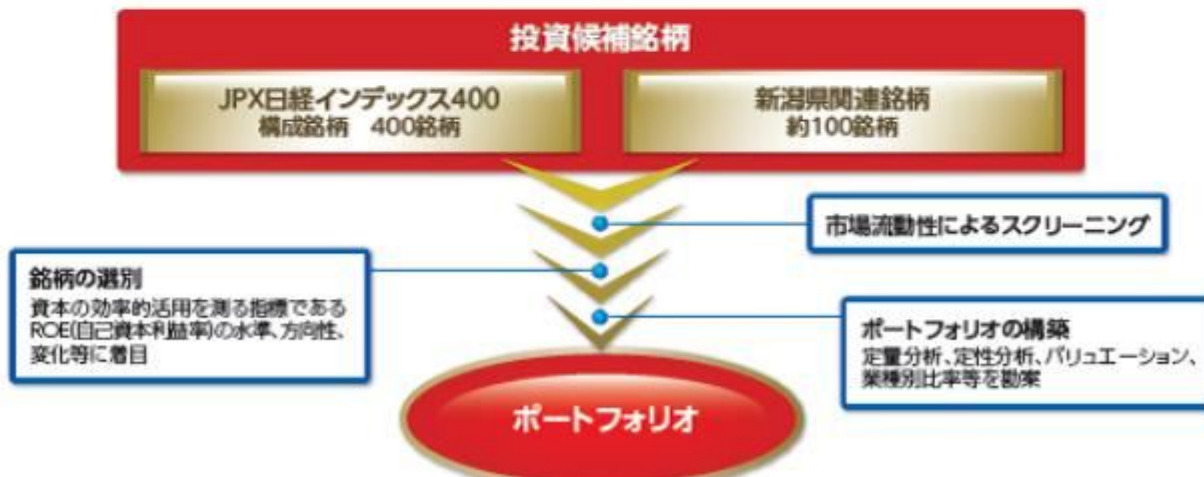 投資候補銘柄
JPX日経インデックス400
構成銘柄 400銘柄
新潟県関連銘柄
約100銘柄
市場流動性によるスクリーニング
銘柄の選別
資本の効率的活用を測る指標である
ROE(自己資本利益率)の水準、方向性、
変化等に着目
ポートフォリオの構築
定量分析、定性分析、バリュエーション、
業種別比率等を勘案
ポートフォリオ